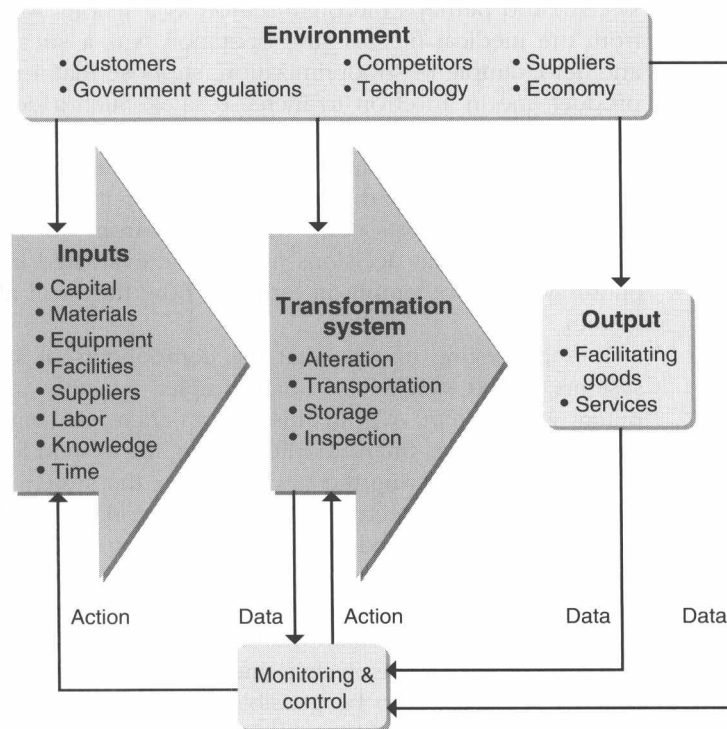 Environment
• Customers • Competitors • Suppliers
• Government regulations • Technology • Economy
Inputs
• Capital
• Materials
• Equipment
• Facilities
• Suppliers
• Labor
• Knowledge
• Time
Transformation
system
• Alteration
• Transportation
• Storage
• Inspection
Output
• Facilitating
goods
• Services
Action Data Action Data Data
Monitoring &
control